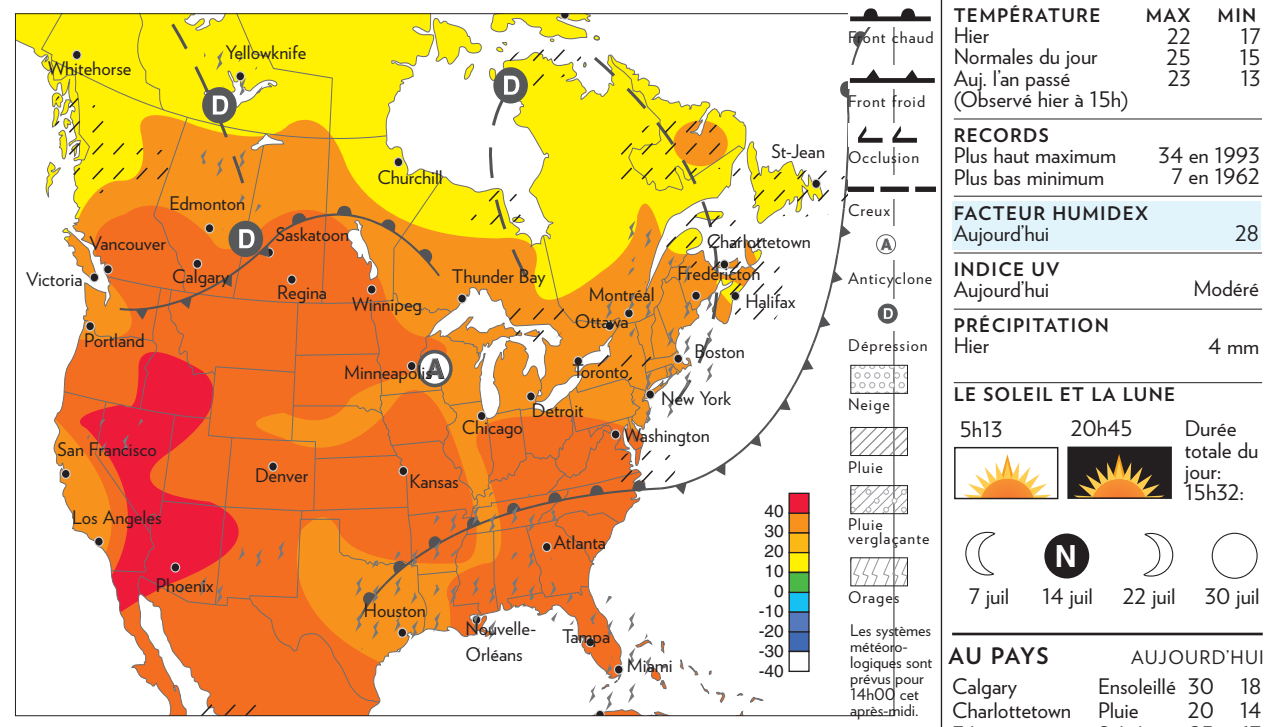 Whitehorse
Yellowknife
D
D
Churchill
St-Jean
Edmonton
D
Saskatoon
Vancouver
Victoria
Calgary
Regina
Winnipeg
Thunder Bay
Charlottetown
Fredericton
Halifax
Montréal
Ottawa
Portland
Minneapolis
A
Toronto
Boston
New York
Detroit
Chicago
Washington
San Francisco
Denver
Kansas
Los Angeles
Phoenix
Atlanta
Houston
Nouvelle-
Orléans
Tampa
Miami
40
30
20
10
0
-10
-20
-30
-40
Front chaud
Front froid
Occlusion
Creux
A
Anticyclone
D
Dépression
Neige
Pluie
Pluie
verglaçante
Orages
Les systèmes
météoro-
logiques sont
prévus pour
14h00 cet
après-midi.
TEMPÉRATURE MAX MIN
Hier 22 17
Normales du jour 25 15
Auj. l'an passé 23 13
(Observé hier à 15h)
RECORDS
Plus haut maximum 34 en 1993
Plus bas minimum 7 en 1962
FACTEUR HUMIDEX
Aujourd'hui 28
INDICE UV
Aujourd'hui Modéré
PRÉCIPITATION
Hier 4 mm
LE SOLEIL ET LA LUNE
5h13 20h45 Durée
totale du
jour:
15h32:
N
7 juil 14 juil 22 juil 30 juil
AU PAYS AUJOURD'HUI
Calgary Ensoleillé 30 18
Charlottetown Pluie 20 14